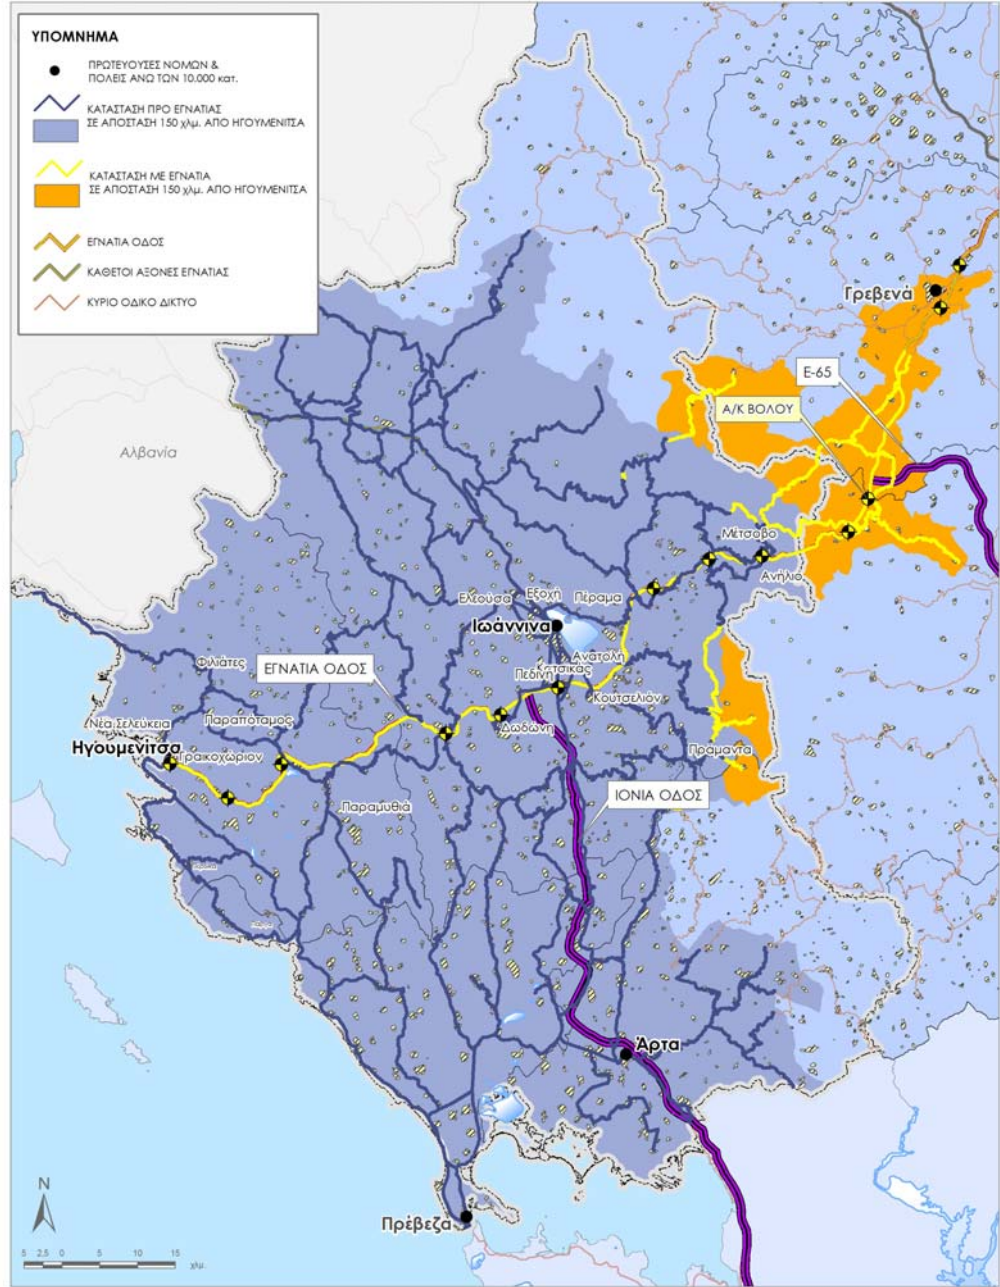 ΥΠΟΜΝΗΜΑ
ΠΡΩΤΕΥΟΥΣΕΣ ΝΟΜΩΝ &
ΠΟΛΕΙΣ ΑΝΩ ΤΩΝ 10.000 κατ.
ΚΑΤΑΣΤΑΣΗ ΠΡΟ ΕΓΝΑΤΙΑΣ
ΣΕ ΑΠΟΣΤΑΣΗ 150 χλμ. ΑΠΟ ΗΓΟΥΜΕΝΙΤΣΑ
ΚΑΤΑΣΤΑΣΗ ΜΕ ΕΓΝΑΤΙΑ
ΣΕ ΑΠΟΣΤΑΣΗ 150 χλμ. ΑΠΟ ΗΓΟΥΜΕΝΙΤΣΑ
ΕΓΝΑΤΙΑ ΟΔΟΣ
ΚΑΘΕΤΟΙ ΑΞΟΝΕΣ ΕΓΝΑΤΙΑΣ
ΚΥΡΙΟ ΟΔΙΚΟ ΔΙΚΤΥΟ
Γρεβενά
Ε-65
Α/Κ ΒΟΛΟΥ
Αλβανία
Μέτσοβο
Ανήλιο
Ελεούσα
Εξοχή
Πέραμα
Ιωάννινα
Ανατολή
Κατσικάς
Πεδινή
Κουτσελιόν
Φιλιάτες
ΕΓΝΑΤΙΑ ΟΔΟΣ
Νέα Σελεύκεια
Παραπόταμος
Δωδώνη
Ηγουμενίτσα
Γραικοχώριον
Πράμαντα
Παραμυθιά
ΙΟΝΙΑ ΟΔΟΣ
Άρτα
Πρέβεζα
N
5 2,5 0 5 10 15
χλμ.